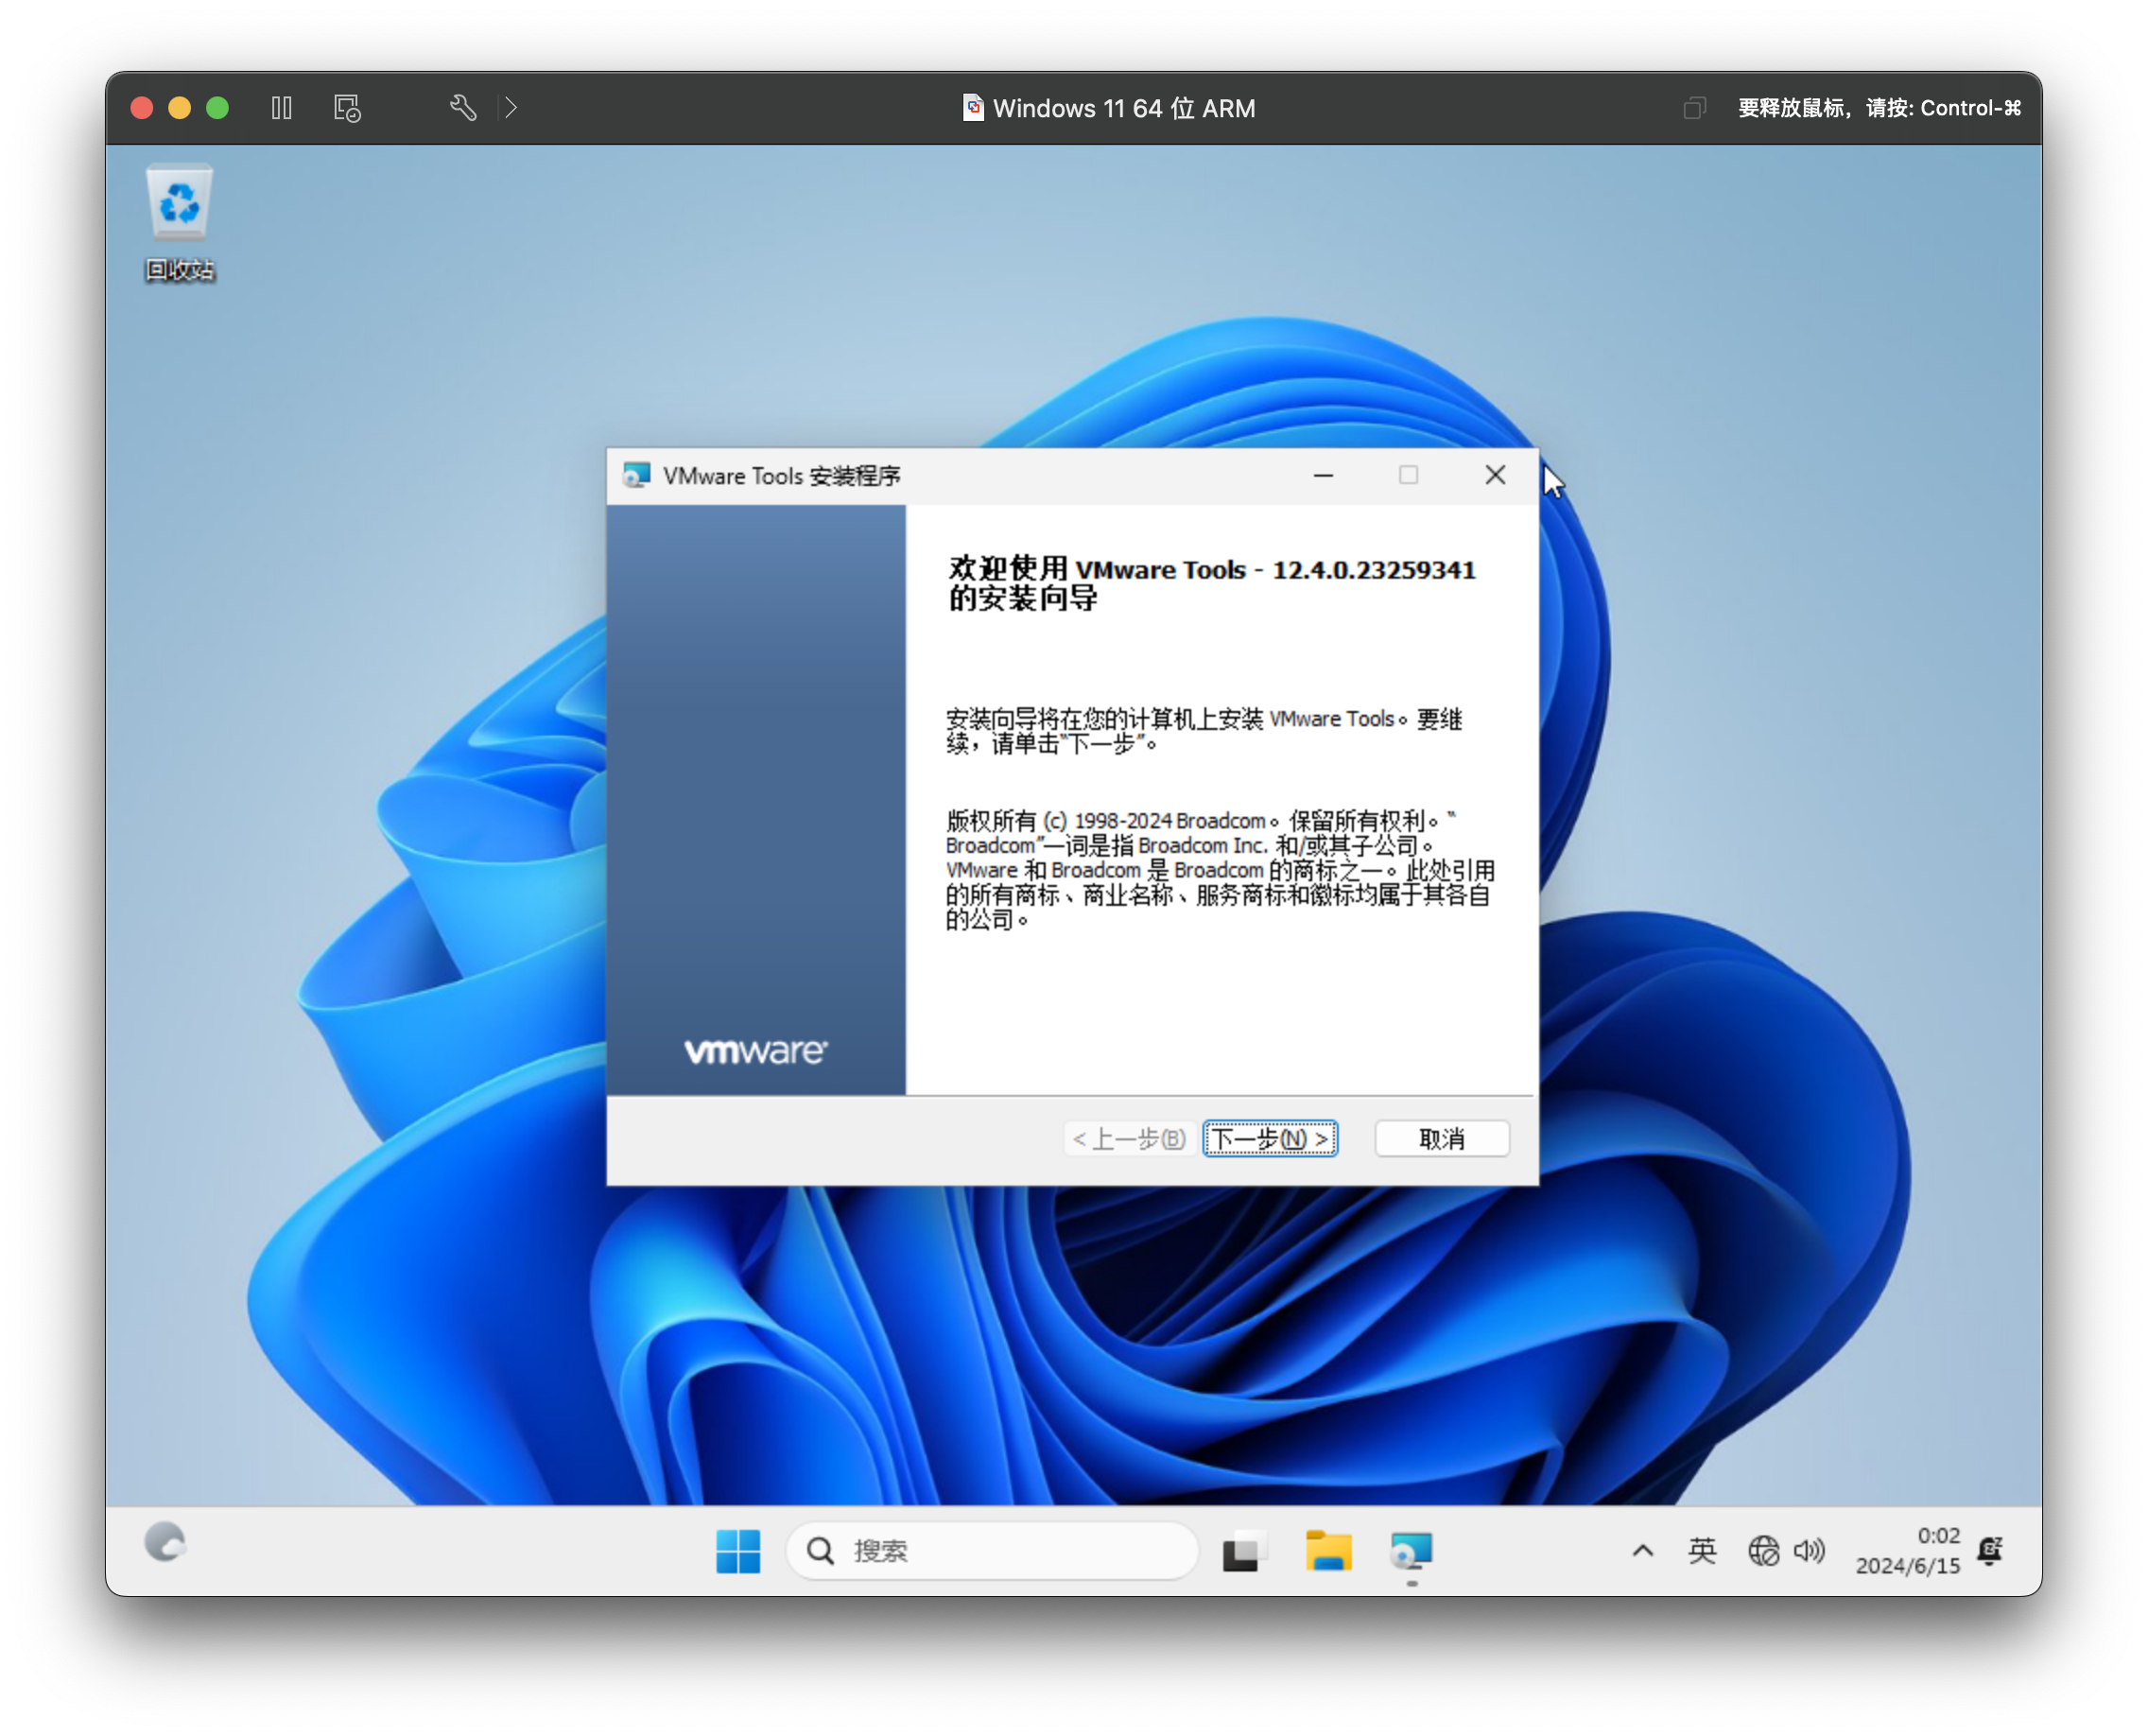 Windows 11 64 位 ARM
要释放鼠标，请按: Control-⌘
回收站
VMware Tools 安装程序
欢迎使用 VMware Tools - 12.4.0.23259341
的安装向导
安装向导将在您的计算机上安装 VMware Tools。要继
续，请单击“下一步”。
版权所有 (c) 1998-2024 Broadcom。保留所有权利。“
Broadcom”一词是指 Broadcom Inc. 和/或其子公司。
VMware 和 Broadcom 是 Broadcom 的商标之一。此处引用
的所有商标、商业名称、服务商标和徽标均属于其各自
的公司。
vmware®
< 上一步(B)
下一步(N) >
取消
搜索
英
0:02
2024/6/15